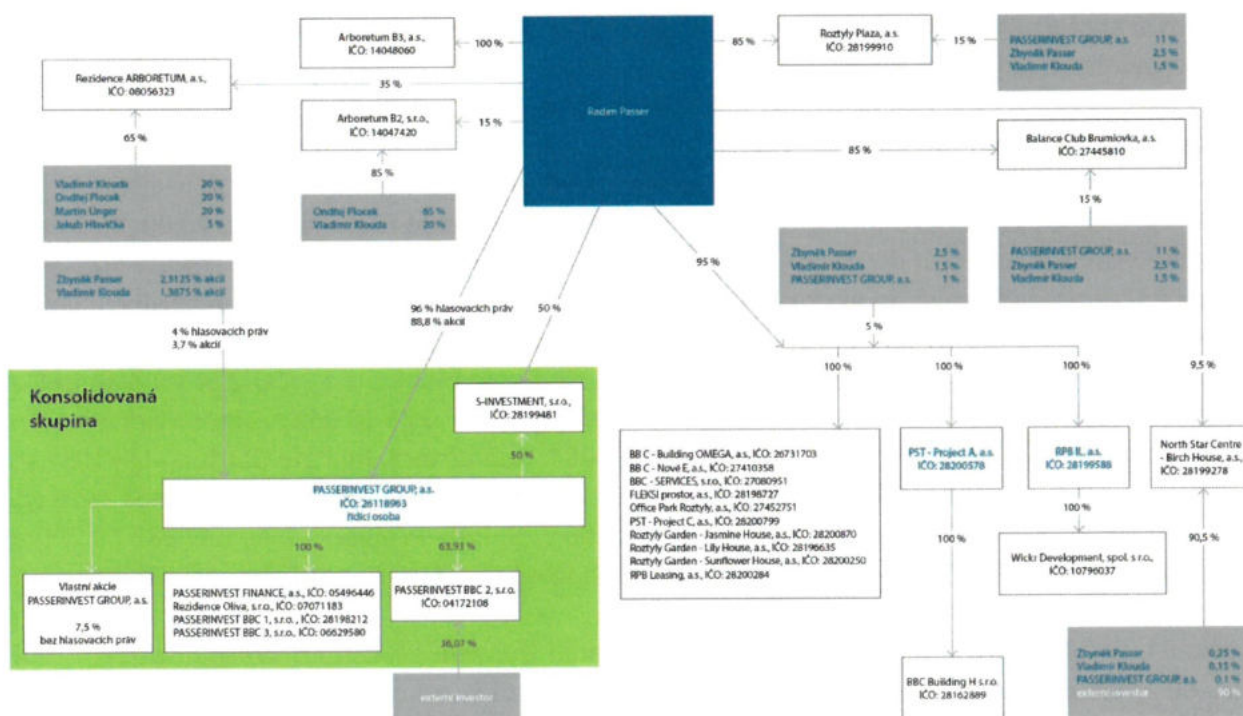 Arboretum B3, a.s.,
IČO: 14048060
100 %
Radim Passer
85 %
Roztyly Plaza, a.s.
IČO: 28199910
15 %
PASSERINVEST GROUP, a.s. 11 %
Zbyněk Passer 2,5 %
Vladimír Klouda 1,5 %
Rezidence ARBORETUM, a.s.,
IČO: 08056323
35 %
Arboretum B2, s.r.o.,
IČO: 14047420
15 %
65 %
85 %
85 %
Balance Club Brumlovka, a.s.
IČO: 27445810
15 %
Vladimír Klouda 20 %
Ondřej Plocek 20 %
Martin Unger 20 %
Jakub Hlavička 5 %
Ondřej Plocek 65 %
Vladimír Klouda 20 %
Zbyněk Passer 2,5 %
Vladimír Klouda 1,5 %
PASSERINVEST GROUP, a.s. 1 %
PASSERINVEST GROUP, a.s. 11 %
Zbyněk Passer 2,5 %
Vladimír Klouda 1,5 %
Zbyněk Passer 2,3125 % akcií
Vladimír Klouda 1,3875 % akcií
95 %
5 %
4 % hlasovacích práv
3,7 % akcií
96 % hlasovacích práv
88,8 % akcií
50 %
100 %
100 %
100 %
9,5 %
Konsolidovaná
skupina
S-INVESTMENT, s.r.o.,
IČO: 28199481
50 %
PASSERINVEST GROUP, a.s.
IČO: 26118963
řídící osoba
100 %
63,93 %
Vlastní akcie
PASSERINVEST GROUP, a.s.
7,5 %
bez hlasovacích práv
PASSERINVEST FINANCE, a.s., IČO: 05496446
Rezidence Oliva, s.r.o., IČO: 07071183
PASSERINVEST BBC 1, s.r.o., IČO: 28198212
PASSERINVEST BBC 3, s.r.o., IČO: 06629580
PASSERINVEST BBC 2, s.r.o.
IČO: 04172108
36,07 %
externí investor
BB C - Building OMEGA, a.s., IČO: 26731703
BB C - Nové E, a.s., IČO: 27410358
BBC - SERVICES, s.r.o., IČO: 27080951
FLEKSI prostor, a.s., IČO: 28198727
Office Park Roztyly, a.s., IČO: 27452751
PST - Project C, a.s., IČO: 28200799
Roztyly Garden - Jasmine House, a.s., IČO: 28200870
Roztyly Garden - Lily House, a.s., IČO: 28196635
Roztyly Garden - Sunflower House, a.s., IČO: 28200250
RPB Leasing, a.s., IČO: 28200284
PST - Project A, a.s.
IČO: 28200578
RPB II., a.s.
IČO: 28199588
North Star Centre
- Birch House, a.s.,
IČO: 28199278
100 %
100 %
90,5 %
Wickr Development, spol. s r.o.,
IČO: 10796037
BBC Building H s.r.o.
IČO: 28162889
Zbyněk Passer 0,25 %
Vladimír Klouda 0,15 %
PASSERINVEST GROUP, a.s. 0,1 %
externí investor 90 %